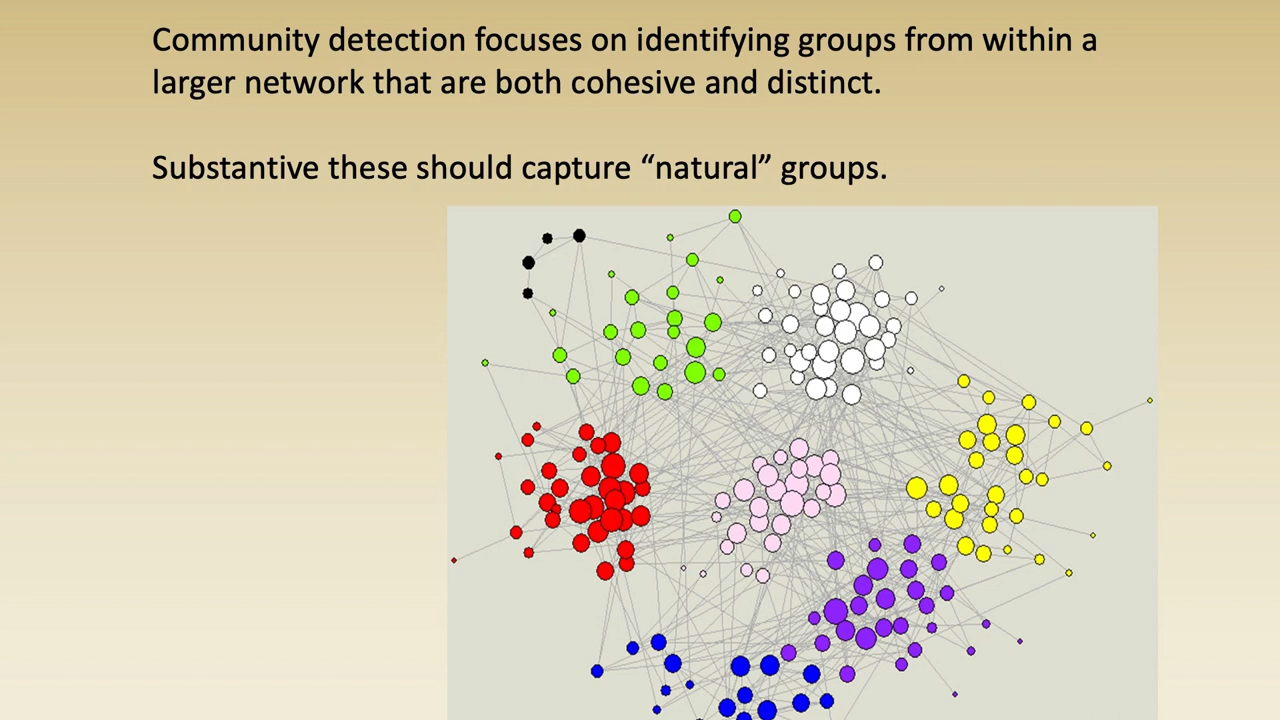 Community detection focuses on identifying groups from within a
larger network that are both cohesive and distinct.
Substantive these should capture “natural” groups.